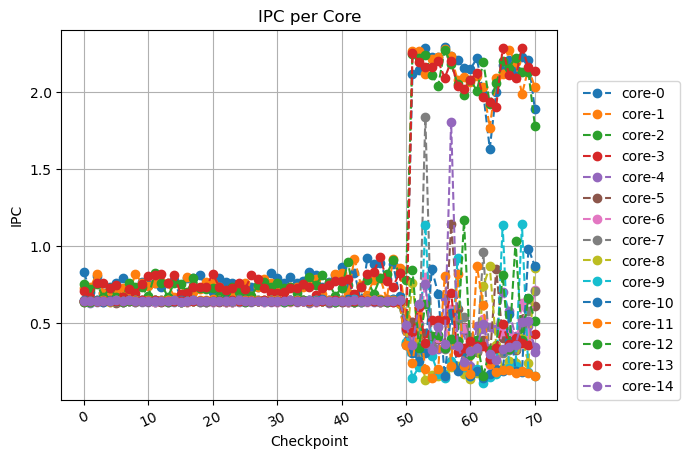 IPC per Core
IPC
2.0
1.5
1.0
0.5
0
10
20
30
40
50
60
70
Checkpoint
core-0
core-1
core-2
core-3
core-4
core-5
core-6
core-7
core-8
core-9
core-10
core-11
core-12
core-13
core-14